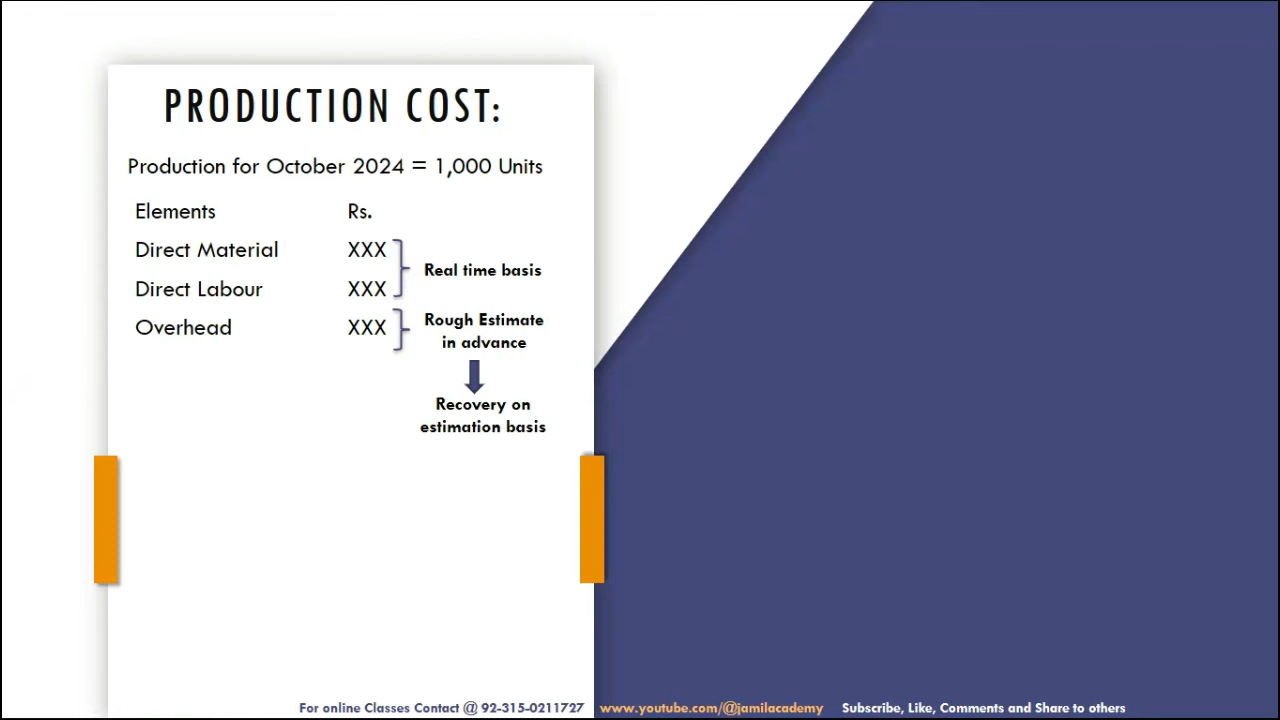 PRODUCTION COST:
Production for October 2024 = 1,000 Units
Elements Rs.
Direct Material XXX
Real time basis
Direct Labour XXX
Overhead XXX
Rough Estimate
in advance
Recovery on
estimation basis
For online Classes Contact @ 92-315-0211727 www.youtube.com/@jamilacademy Subscribe, Like, Comments and Share to others